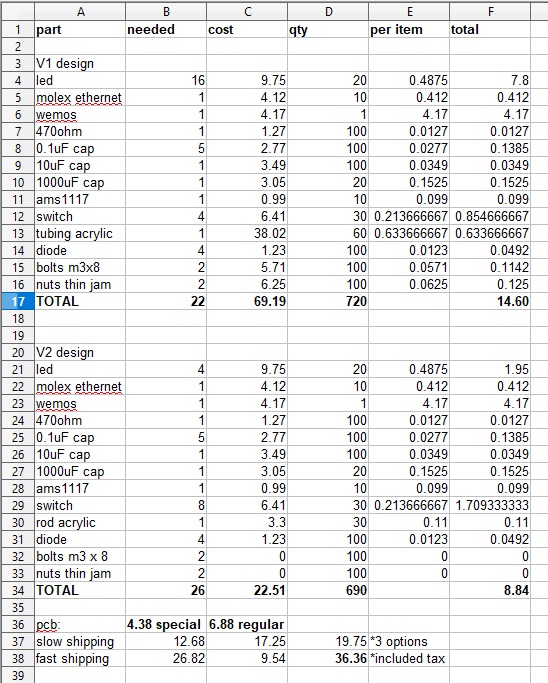 A B C D E F
1 part needed cost qty per item total
2
3 V1 design
4 led 16 9.75 20 0.4875 7.8
5 molex ethernet 1 4.12 10 0.412 0.412
6 wemos 1 4.17 1 4.17 4.17
7 470ohm 1 1.27 100 0.0127 0.0127
8 0.1uF cap 5 2.77 100 0.0277 0.1385
9 10uF cap 1 3.49 100 0.0349 0.0349
10 1000uF cap 1 3.05 20 0.1525 0.1525
11 ams1117 1 0.99 10 0.099 0.099
12 switch 4 6.41 30 0.213666667 0.854666667
13 tubing acrylic 1 38.02 60 0.633666667 0.633666667
14 diode 4 1.23 100 0.0123 0.0492
15 bolts m3x8 2 5.71 100 0.0571 0.1142
16 nuts thin jam 2 6.25 100 0.0625 0.125
17 TOTAL 22 69.19 720 14.60
18
19
20 V2 design
21 led 4 9.75 20 0.4875 1.95
22 molex ethernet 1 4.12 10 0.412 0.412
23 wemos 1 4.17 1 4.17 4.17
24 470ohm 1 1.27 100 0.0127 0.0127
25 0.1uF cap 5 2.77 100 0.0277 0.1385
26 10uF cap 1 3.49 100 0.0349 0.0349
27 1000uF cap 1 3.05 20 0.1525 0.1525
28 ams1117 1 0.99 10 0.099 0.099
29 switch 8 6.41 30 0.213666667 1.709333333
30 rod acrylic 1 3.3 30 0.11 0.11
31 diode 4 1.23 100 0.0123 0.0492
32 bolts m3 x 8 2 0 100 0 0
33 nuts thin jam 2 0 100 0 0
34 TOTAL 26 22.51 690 8.84
35
36 pcb: 4.38 special 6.88 regular
37 slow shipping 12.68 17.25 19.75 *3 options
38 fast shipping 26.82 9.54 36.36 *included tax
39